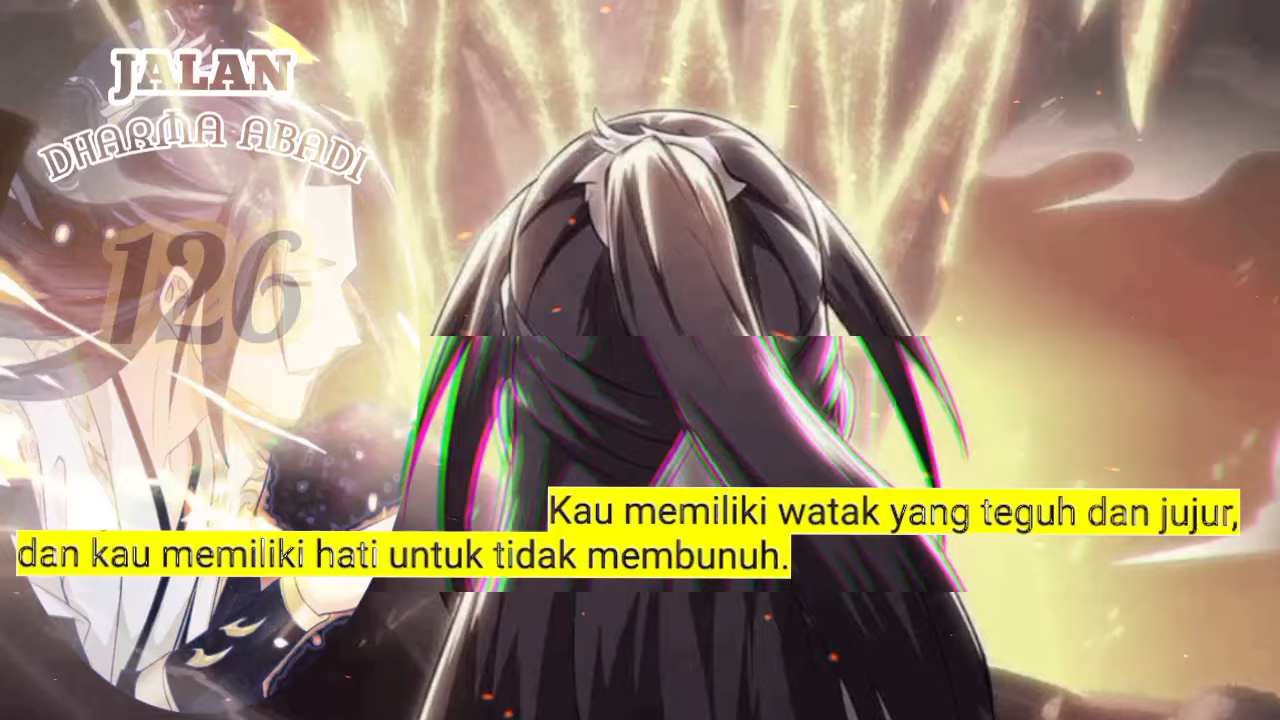 JALAN
DHARMA ABADI
126
Kau memiliki watak yang teguh dan jujur,
dan kau memiliki hati untuk tidak membunuh.